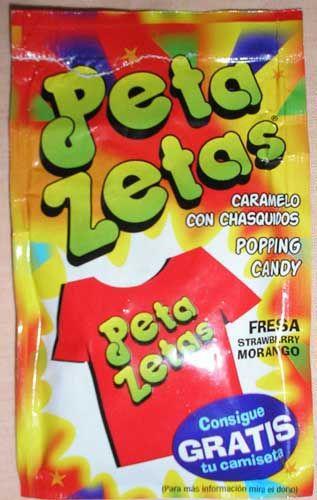 Peta
Zetas®
CARAMELO
CON CHASQUIDOS
POPPING
CANDY
Peta
Zetas
FRESA
STRAWBERRY
MORANGO
Consigue
GRATIS
tu camiseta
(Para más información mira el dorso)